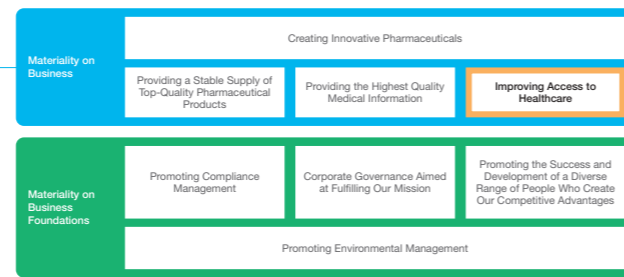 Creating Innovative Pharmaceuticals
Materiality on
Business
Providing a Stable Supply of
Top-Quality Pharmaceutical
Products
Providing the Highest Quality
Medical Information
Improving Access to
Healthcare
Materiality on
Business
Foundations
Promoting Compliance
Management
Corporate Governance Aimed
at Fulfilling Our Mission
Promoting the Success and
Development of a Diverse
Range of People Who Create
Our Competitive Advantages
Promoting Environmental Management